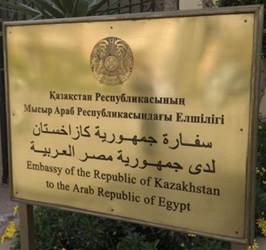 Қазақстан Республикасының
Мысыр Араб Республикасындағы Елшілігі
سفارة جمهورية كازاخستان
لدى جمهورية مصر العربية
Embassy of the Republic of Kazakhstan
to the Arab Republic of Egypt